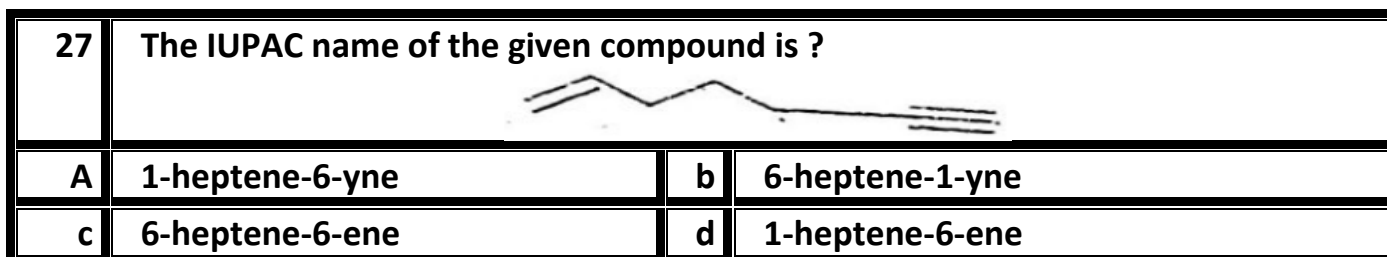 27 The IUPAC name of the given compound is ?
A 1-heptene-6-yne b 6-heptene-1-yne
c 6-heptene-6-ene d 1-heptene-6-ene